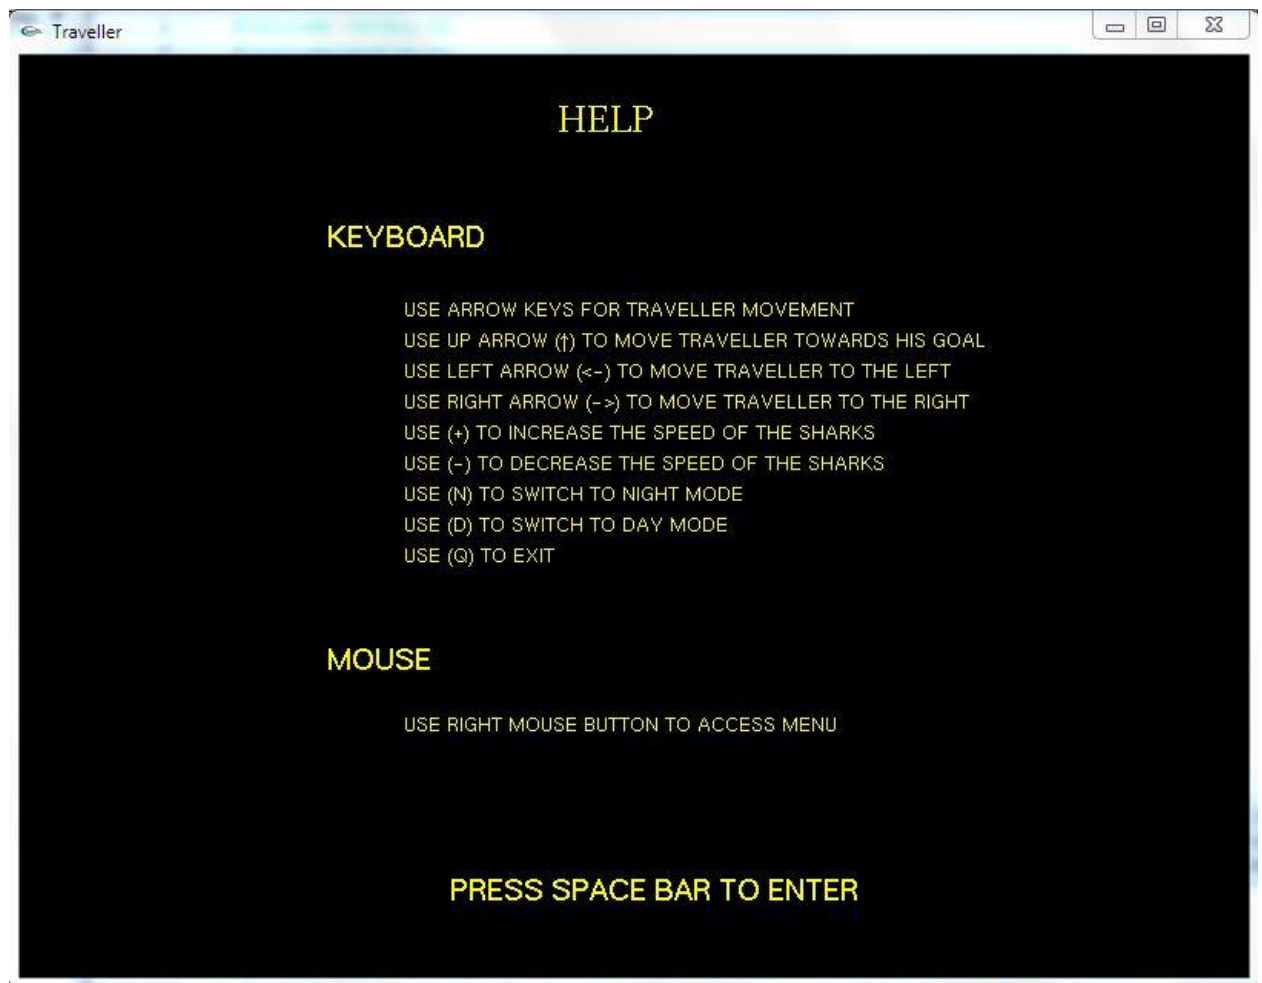 Traveller
HELP
KEYBOARD
USE ARROW KEYS FOR TRAVELLER MOVEMENT
USE UP ARROW (↑) TO MOVE TRAVELLER TOWARDS HIS GOAL
USE LEFT ARROW (<-) TO MOVE TRAVELLER TO THE LEFT
USE RIGHT ARROW (->) TO MOVE TRAVELLER TO THE RIGHT
USE (+) TO INCREASE THE SPEED OF THE SHARKS
USE (-) TO DECREASE THE SPEED OF THE SHARKS
USE (N) TO SWITCH TO NIGHT MODE
USE (D) TO SWITCH TO DAY MODE
USE (Q) TO EXIT
MOUSE
USE RIGHT MOUSE BUTTON TO ACCESS MENU
PRESS SPACE BAR TO ENTER